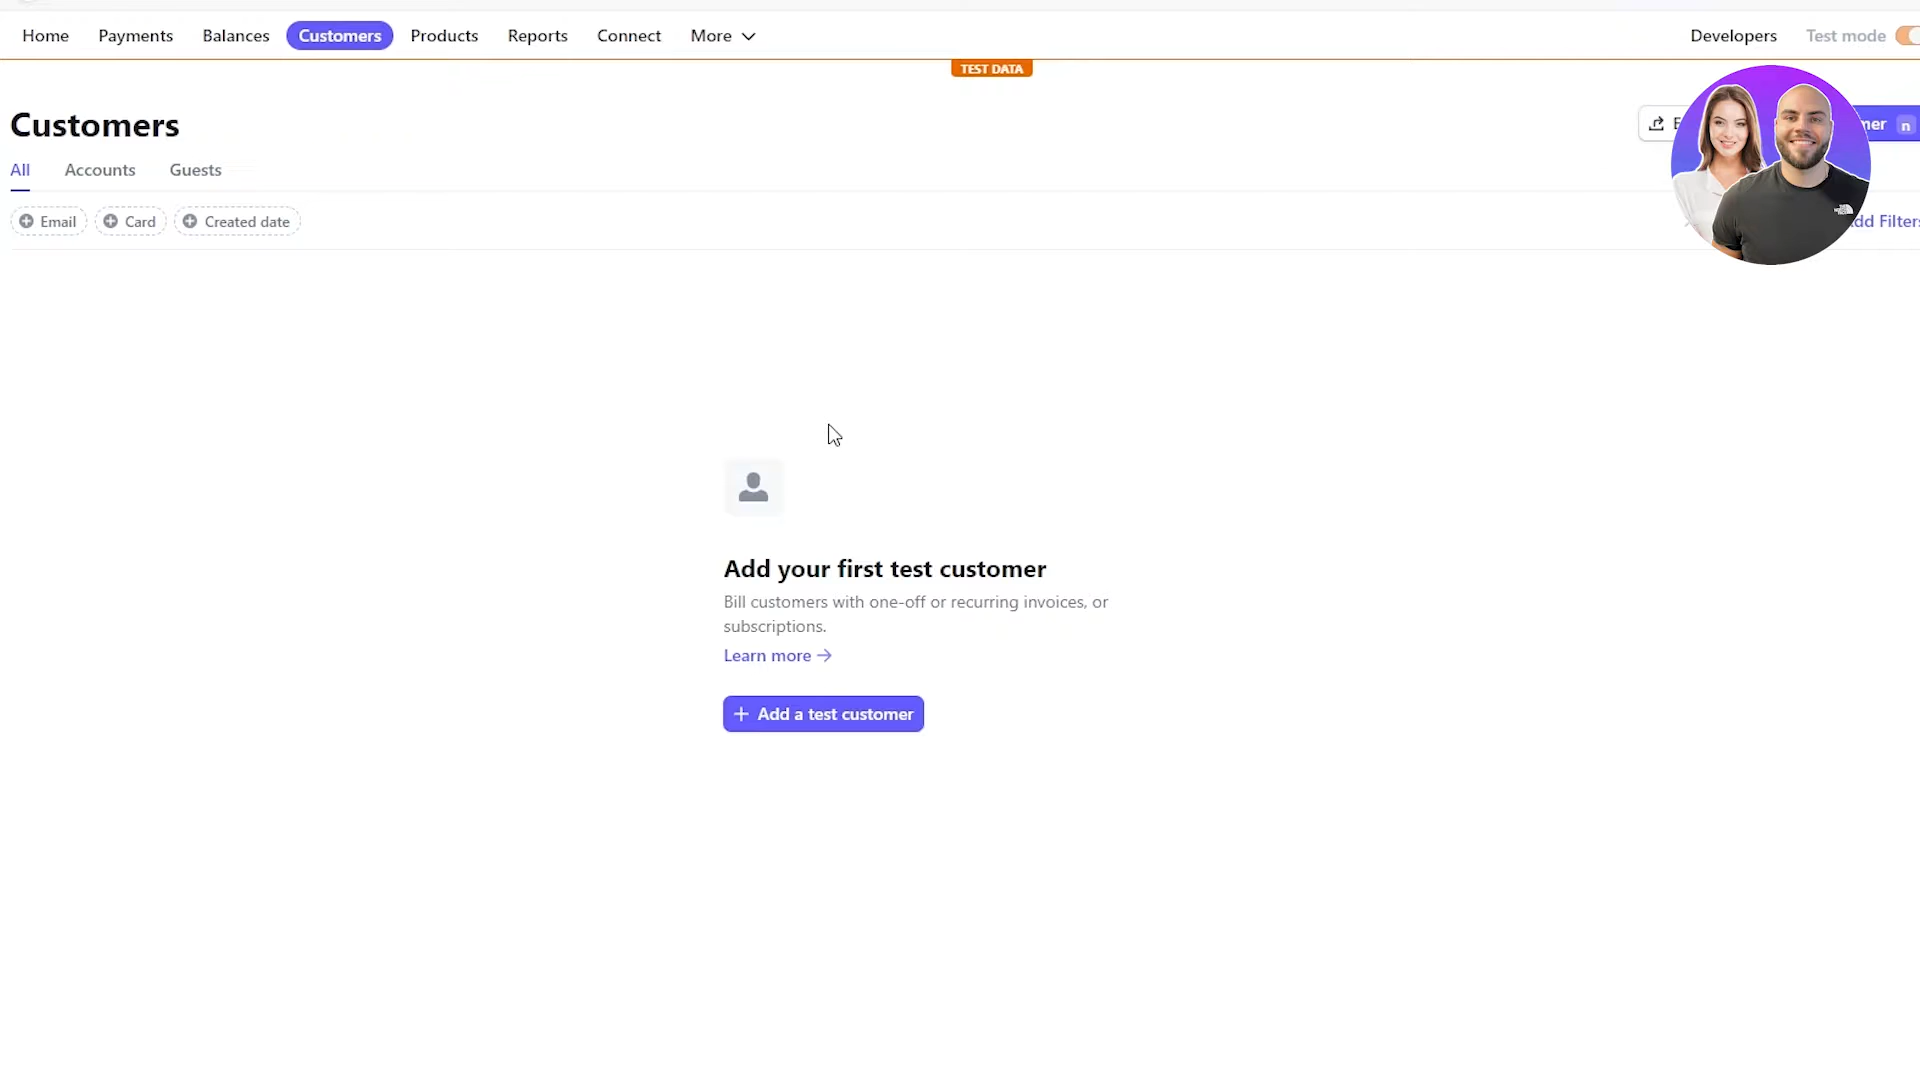 Home Payments Balances Customers Products Reports Connect More Developers Test mode
TEST DATA
Customers
n
All Accounts Guests
Email Card Created date
Filters
Add your first test customer
Bill customers with one-off or recurring invoices, or
subscriptions.
Learn more →
+ Add a test customer